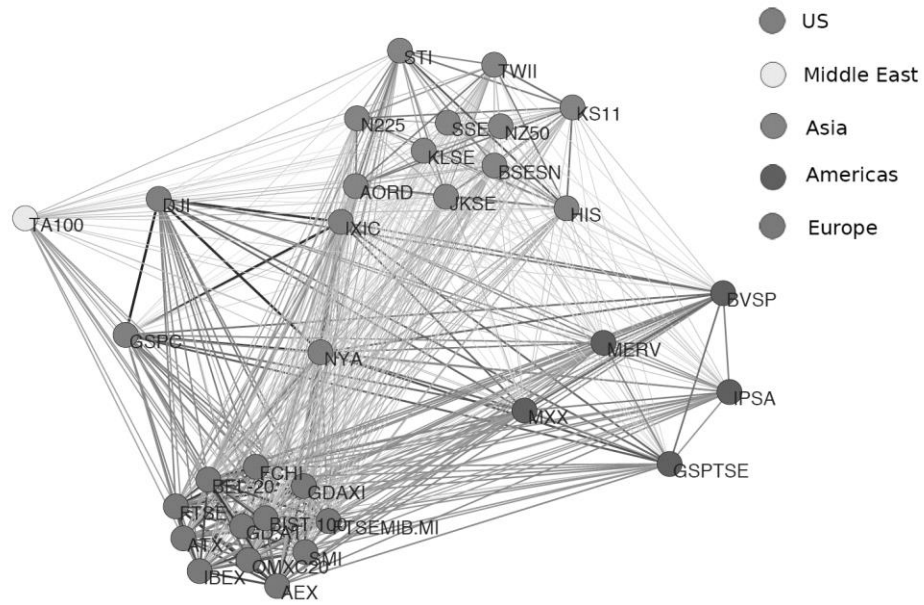 US
Middle East
Asia
Americas
Europe
STI
TWII
KS11
N225
SSE
NZ50
KLSE
BSESN
AORD
JKSE
HIS
DJI
IXIC
TA100
GSPC
NYA
BVSP
MERV
IPSA
MXX
GSPTSE
FCHI
BEL-20
GDAXI
FTSE
BIST 100
FTSEMIB.MI
GD.AT
ATX
SMI
OMXC20
IBEX
AEX